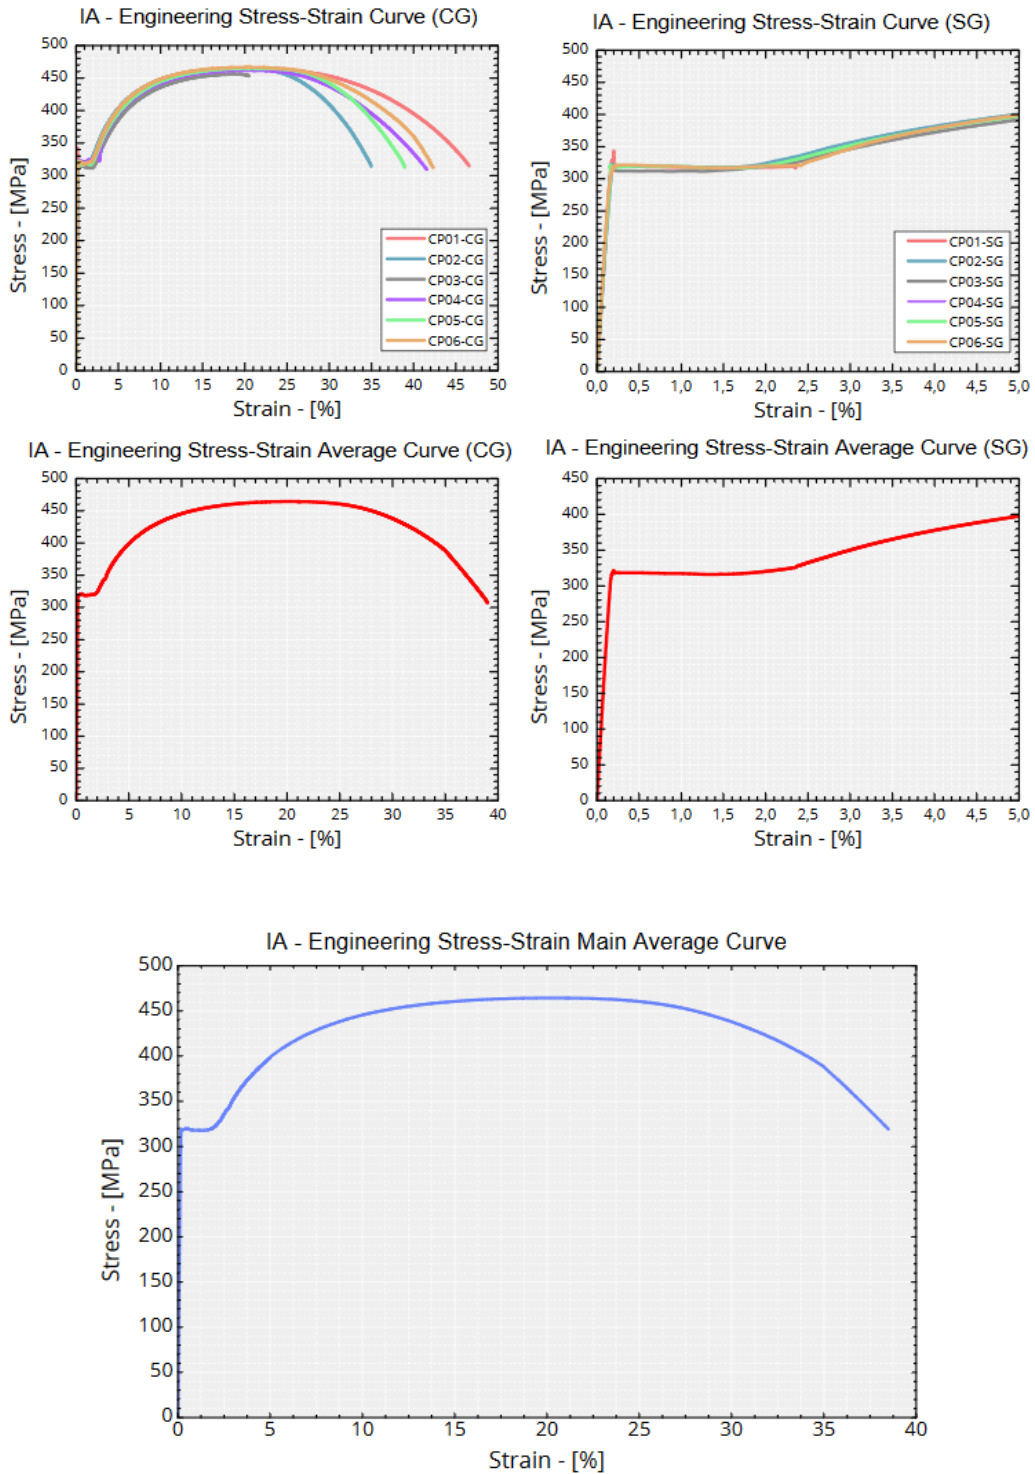 IA - Engineering Stress-Strain Curve (CG)
500
450
400
350
300
250
200
150
100
50
0
Stress - [MPa]
CP01-CG
CP02-CG
CP03-CG
CP04-CG
CP05-CG
CP06-CG
0 5 10 15 20 25 30 35 40 45 50
Strain - [%]
IA - Engineering Stress-Strain Curve (SG)
500
450
400
350
300
250
200
150
100
50
0
Stress - [MPa]
CP01-SG
CP02-SG
CP03-SG
CP04-SG
CP05-SG
CP06-SG
0,0 0,5 1,0 1,5 2,0 2,5 3,0 3,5 4,0 4,5 5,0
Strain - [%]
IA - Engineering Stress-Strain Average Curve (CG)
500
450
400
350
300
250
200
150
100
50
0
Stress - [MPa]
0 5 10 15 20 25 30 35 40
Strain - [%]
IA - Engineering Stress-Strain Average Curve (SG)
450
400
350
300
250
200
150
100
50
0
Stress - [MPa]
0,0 0,5 1,0 1,5 2,0 2,5 3,0 3,5 4,0 4,5 5,0
Strain - [%]
IA - Engineering Stress-Strain Main Average Curve
500
450
400
350
300
250
200
150
100
50
0
Stress - [MPa]
0 5 10 15 20 25 30 35 40
Strain - [%]